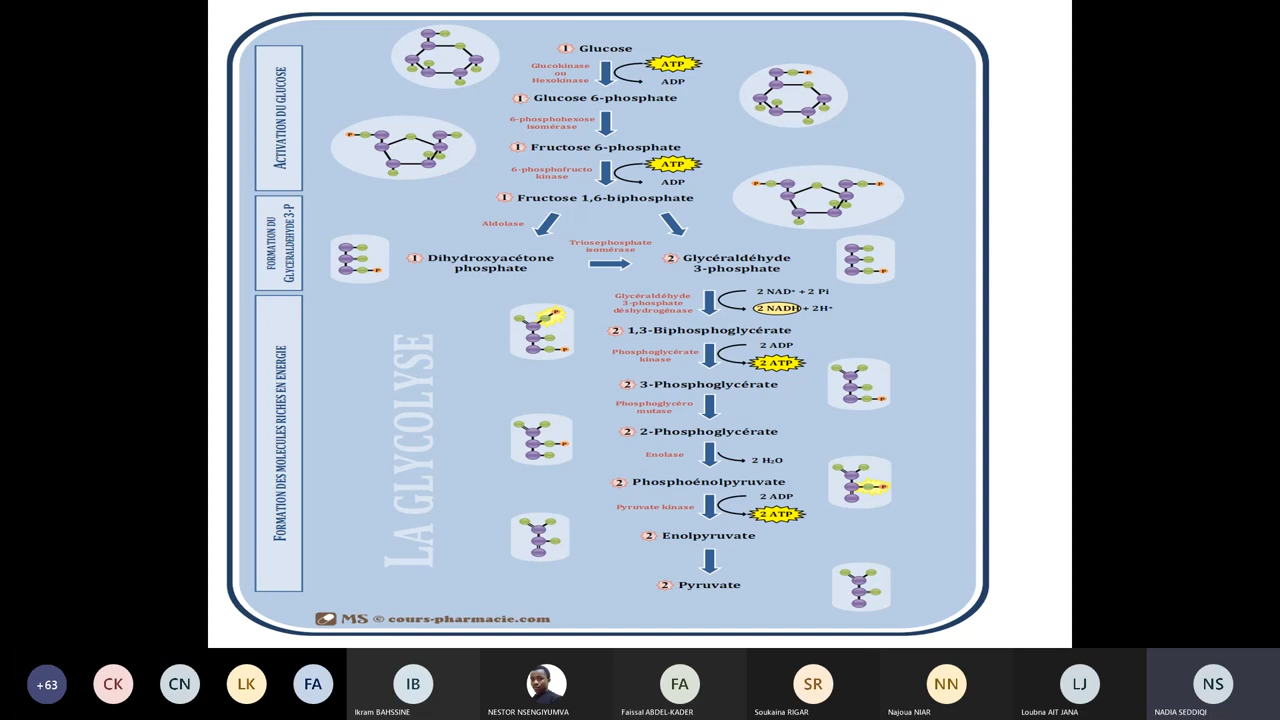 ACTIVATION DU GLUCOSE
FORMATION DU
GLYCERALDEHYDE 3-P
FORMATION DES MOLECULES RICHES EN ENERGIE
LA GLYCOLYSE
1 Glucose
Glucokinase
ou
Hexokinase
ATP
ADP
1 Glucose 6-phosphate
6-phosphohexose
isomérase
1 Fructose 6-phosphate
6-phosphofructo
kinase
ATP
ADP
1 Fructose 1,6-biphosphate
Aldolase
Triosephosphate
isomérase
1 Dihydroxyacétone
phosphate
2 Glycéraldéhyde
3-phosphate
Glycéraldéhyde
3-phosphate
déshydrogénase
2 NAD⁺ + 2 Pi
2 NADH + 2H⁺
2 1,3-Biphosphoglycérate
Phosphoglycérate
kinase
2 ADP
2 ATP
2 3-Phosphoglycérate
Phosphoglycéro
mutase
2 2-Phosphoglycérate
Enolase
2 H₂O
2 Phosphoénolpyruvate
Pyruvate kinase
2 ADP
2 ATP
2 Enolpyruvate
2 Pyruvate
MS © cours-pharmacie.com
+63
CK
CN
LK
FA
IB
Ikram BAHSSINE
NESTOR NSENGIYUMVA
FA
Faissal ABDEL-KADER
SR
Soukaina RIGAR
NN
Najoua NIAR
LJ
Loubna AIT JANA
NS
NADIA SEDDIQI